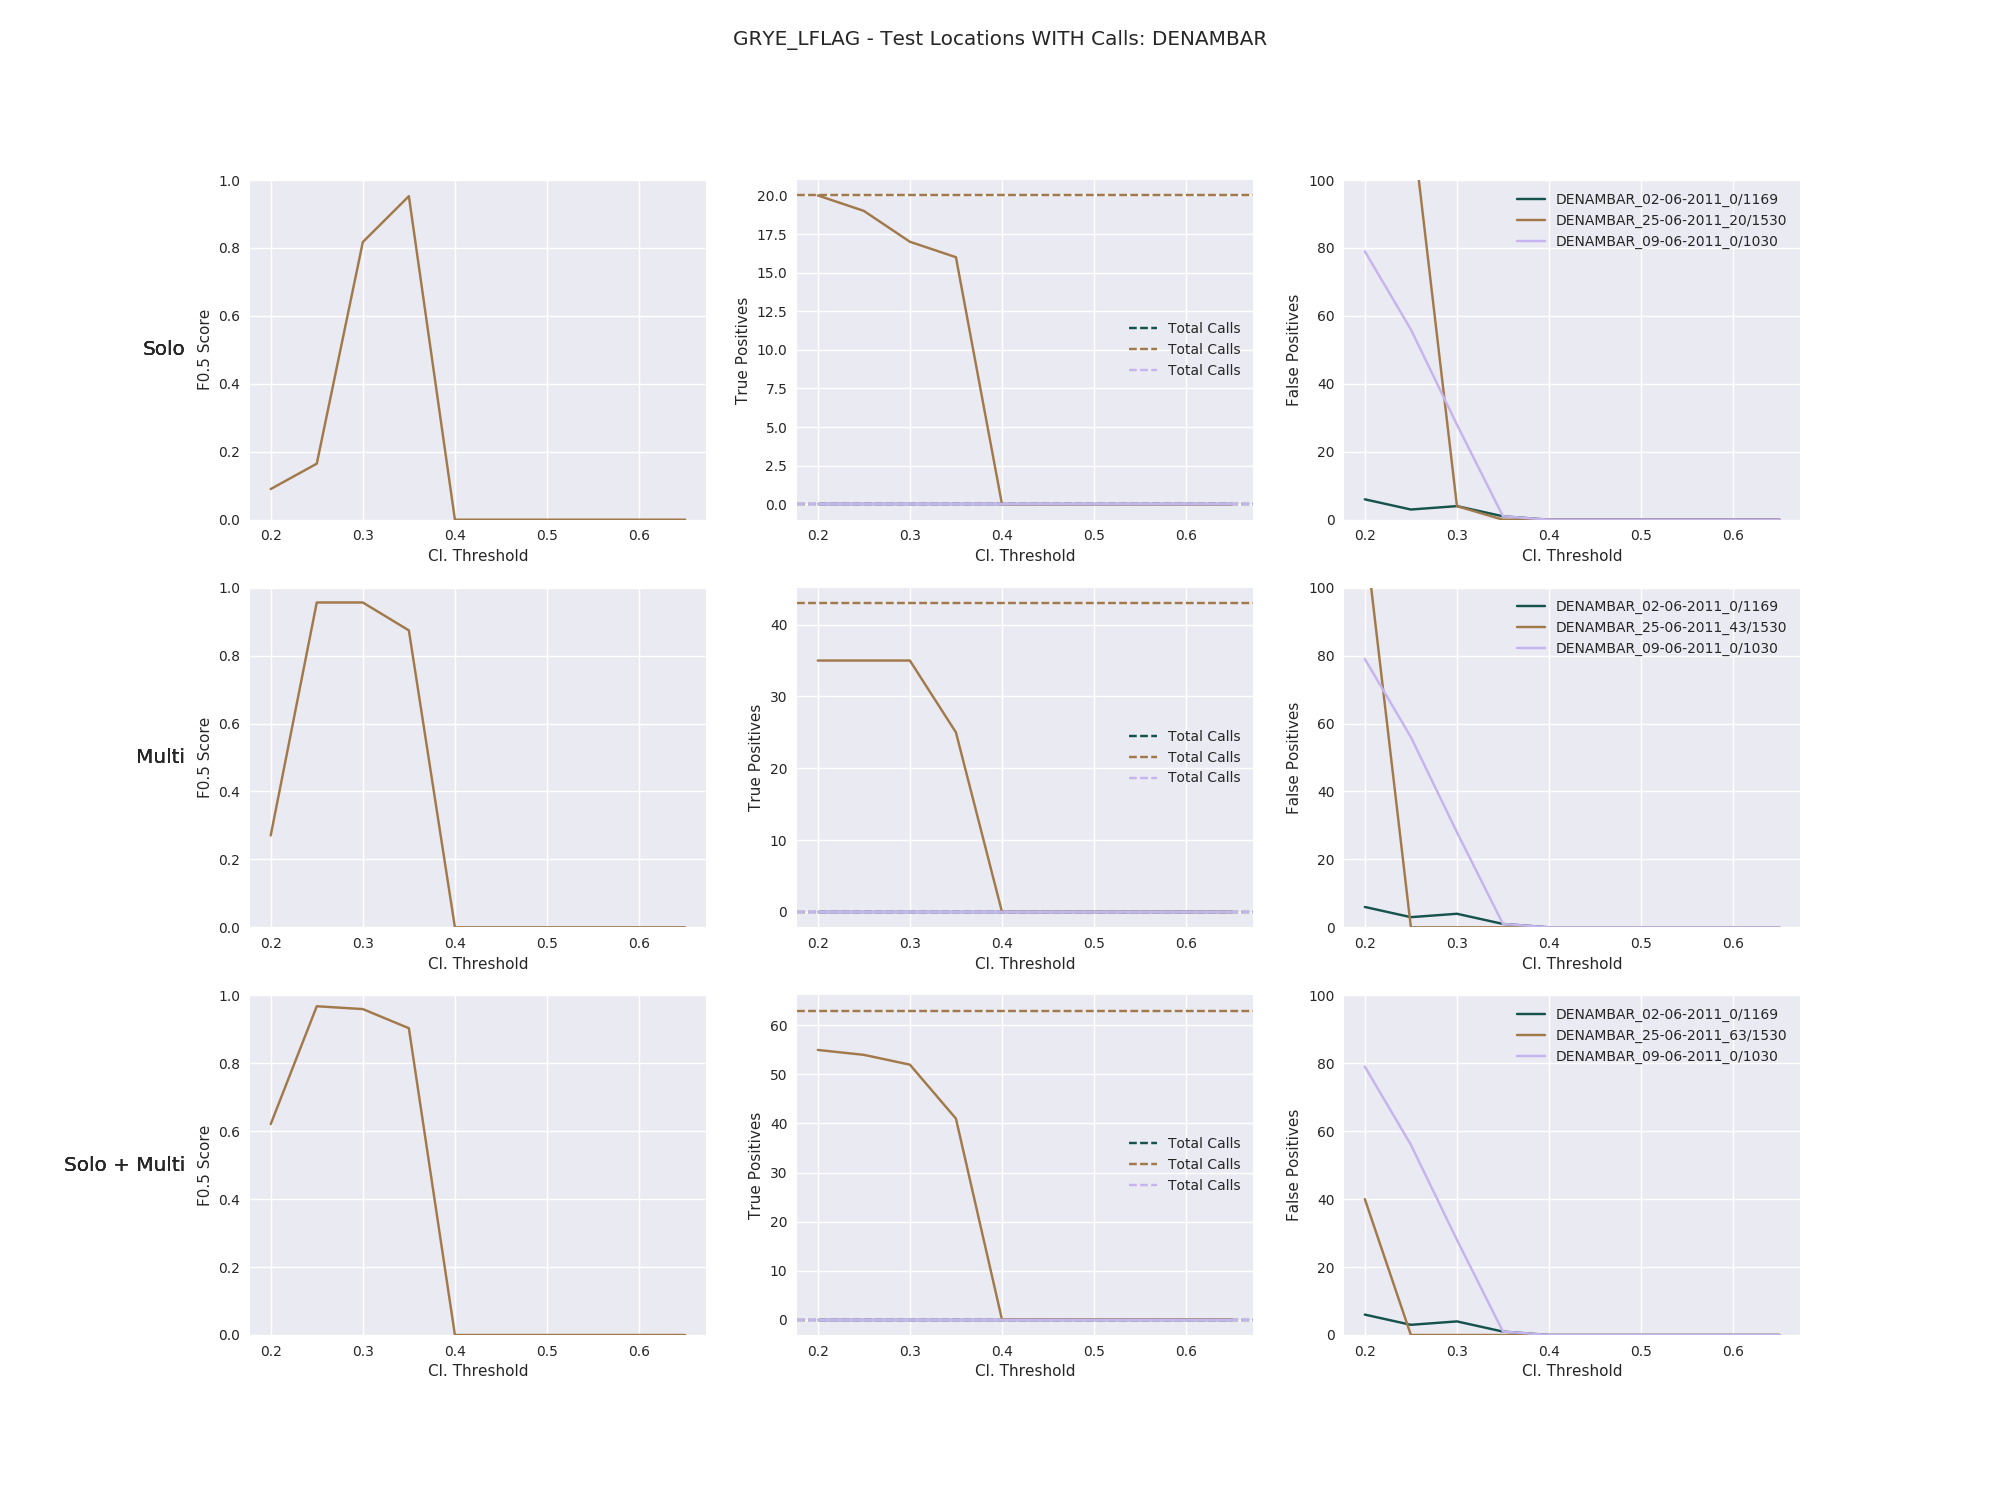 GRYE_LFLAG - Test Locations WITH Calls: DENAMBAR
Solo
F0.5 Score
1.0
0.8
0.6
0.4
0.2
0.0
0.2 0.3 0.4 0.5 0.6
Cl. Threshold
True Positives
20.0
17.5
15.0
12.5
10.0
7.5
5.0
2.5
0.0
Total Calls
Total Calls
Total Calls
0.2 0.3 0.4 0.5 0.6
Cl. Threshold
False Positives
100
80
60
40
20
0
DENAMBAR_02-06-2011_0/1169
DENAMBAR_25-06-2011_20/1530
DENAMBAR_09-06-2011_0/1030
0.2 0.3 0.4 0.5 0.6
Cl. Threshold
Multi
F0.5 Score
1.0
0.8
0.6
0.4
0.2
0.0
0.2 0.3 0.4 0.5 0.6
Cl. Threshold
True Positives
40
30
20
10
0
Total Calls
Total Calls
Total Calls
0.2 0.3 0.4 0.5 0.6
Cl. Threshold
False Positives
100
80
60
40
20
0
DENAMBAR_02-06-2011_0/1169
DENAMBAR_25-06-2011_43/1530
DENAMBAR_09-06-2011_0/1030
0.2 0.3 0.4 0.5 0.6
Cl. Threshold
Solo + Multi
F0.5 Score
1.0
0.8
0.6
0.4
0.2
0.0
0.2 0.3 0.4 0.5 0.6
Cl. Threshold
True Positives
60
50
40
30
20
10
0
Total Calls
Total Calls
Total Calls
0.2 0.3 0.4 0.5 0.6
Cl. Threshold
False Positives
100
80
60
40
20
0
DENAMBAR_02-06-2011_0/1169
DENAMBAR_25-06-2011_63/1530
DENAMBAR_09-06-2011_0/1030
0.2 0.3 0.4 0.5 0.6
Cl. Threshold